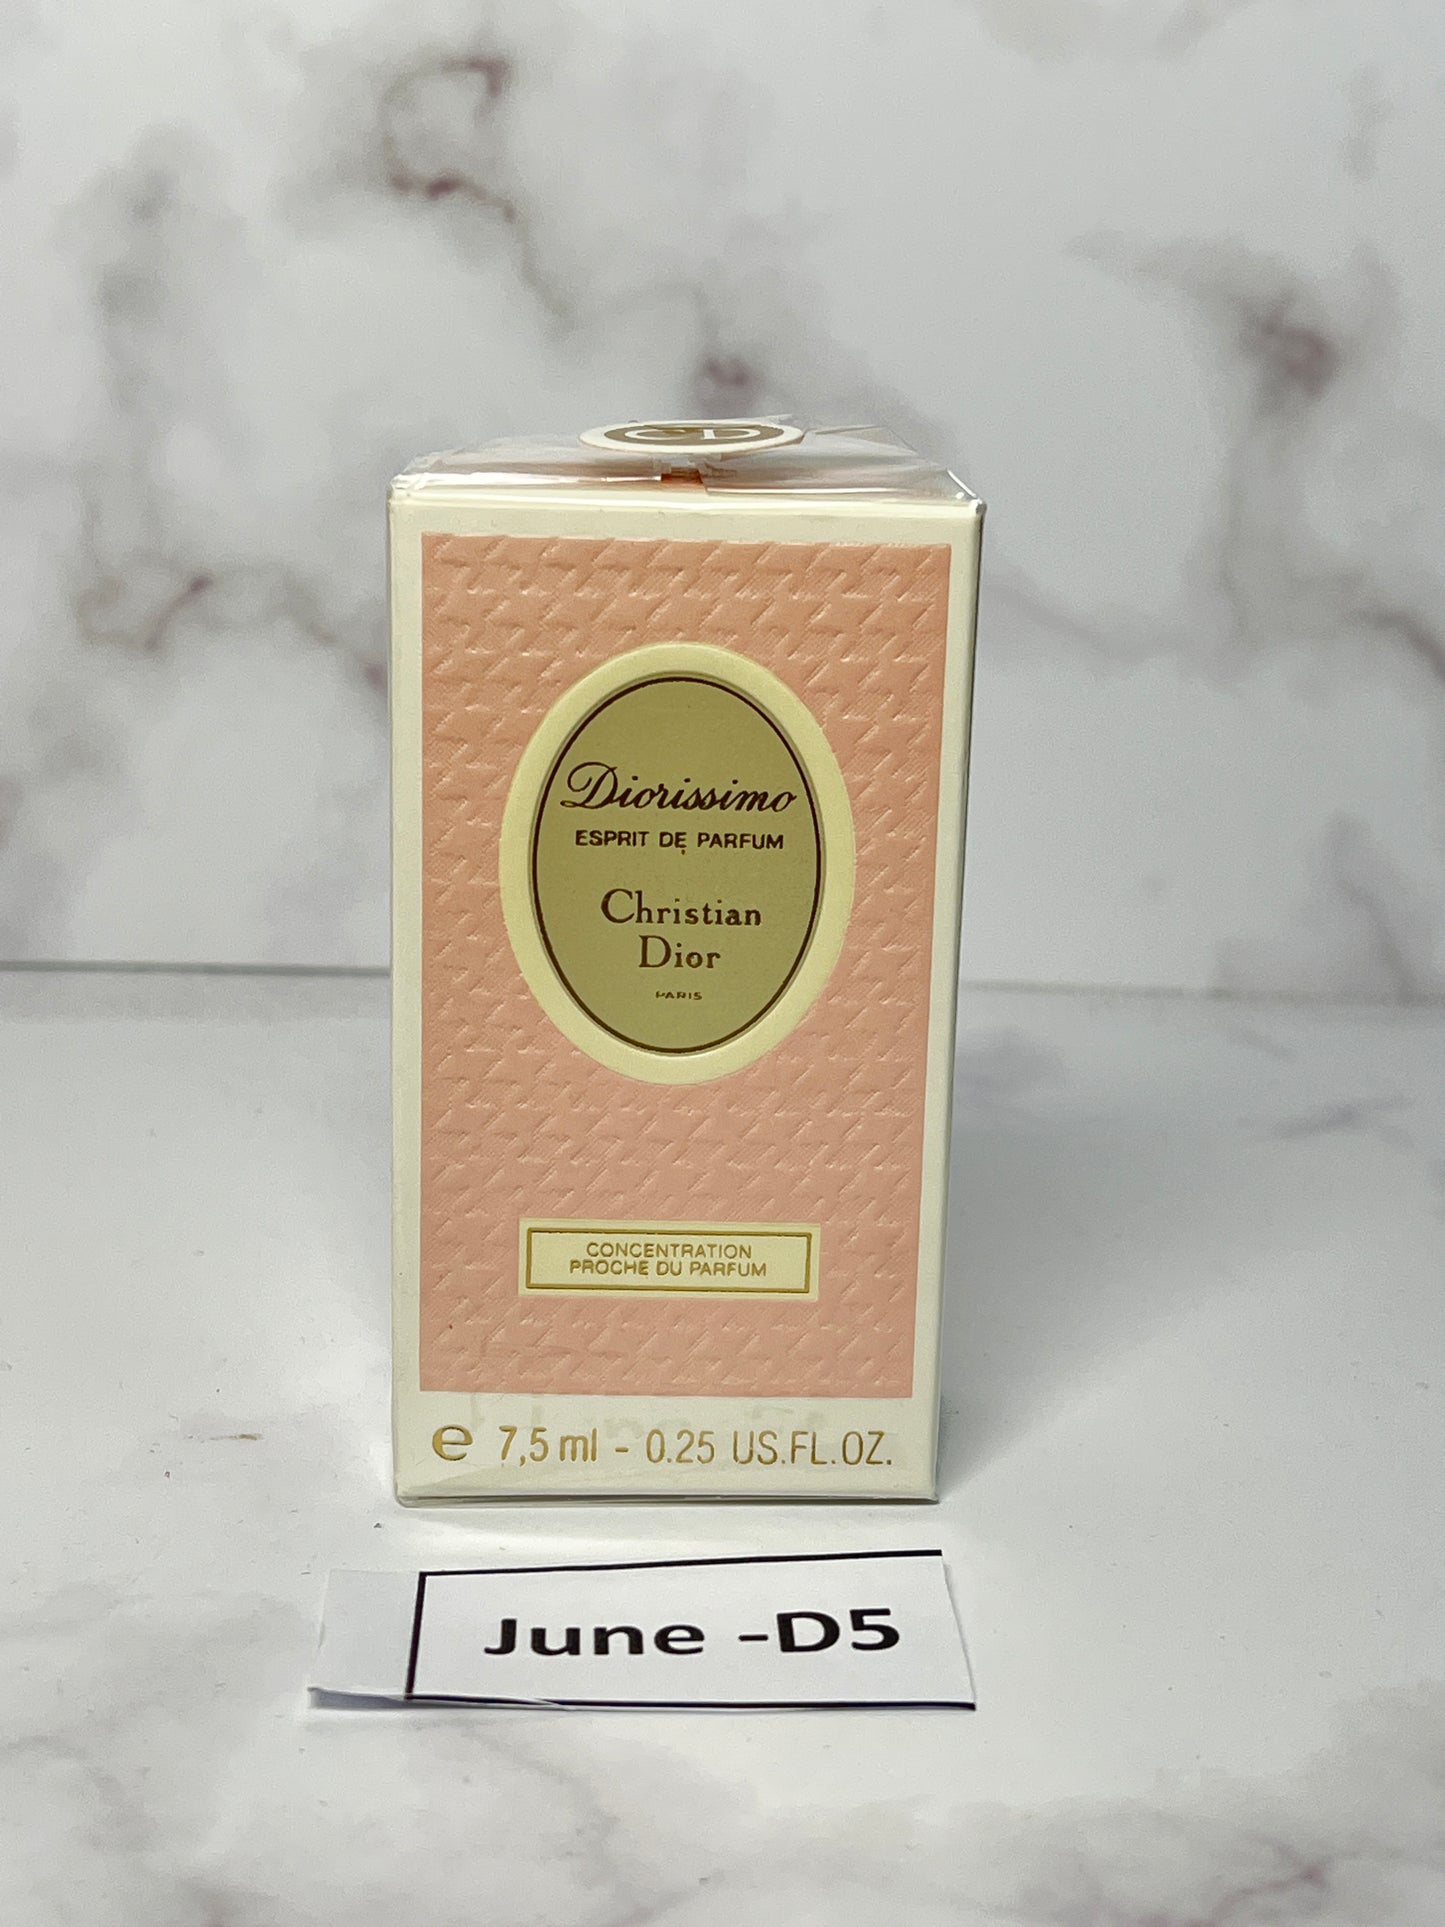 CD
Diorissimo
ESPRIT DE PARFUM
Christian
Dior
PARIS
CONCENTRATION
PROCHE DU PARFUM
e 7,5 ml - 0.25 US.FL.OZ.
June -D5